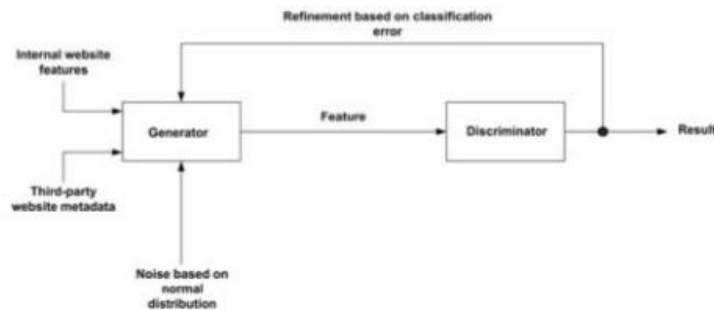 Refinement based on classification
error
Internal website
features
Generator
Feature
Discriminator
Result
Third-party
website metadata
Noise based on
normal
distribution